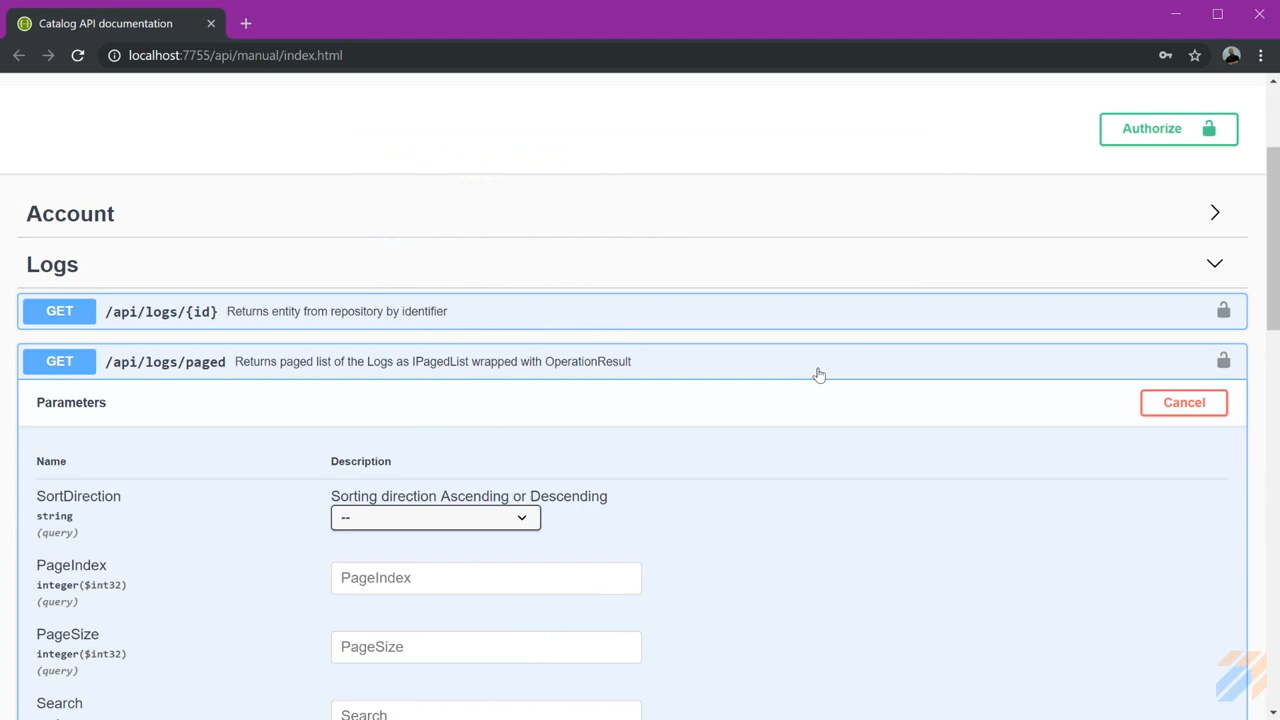 Catalog API documentation
localhost:7755/api/manual/index.html
Authorize
Account
Logs
GET /api/logs/{id} Returns entity from repository by identifier
GET /api/logs/paged Returns paged list of the Logs as IPagedList wrapped with OperationResult
Parameters Cancel
Name Description
SortDirection Sorting direction Ascending or Descending
string --
(query)
PageIndex PageIndex
integer($int32)
(query)
PageSize PageSize
integer($int32)
(query)
Search Search